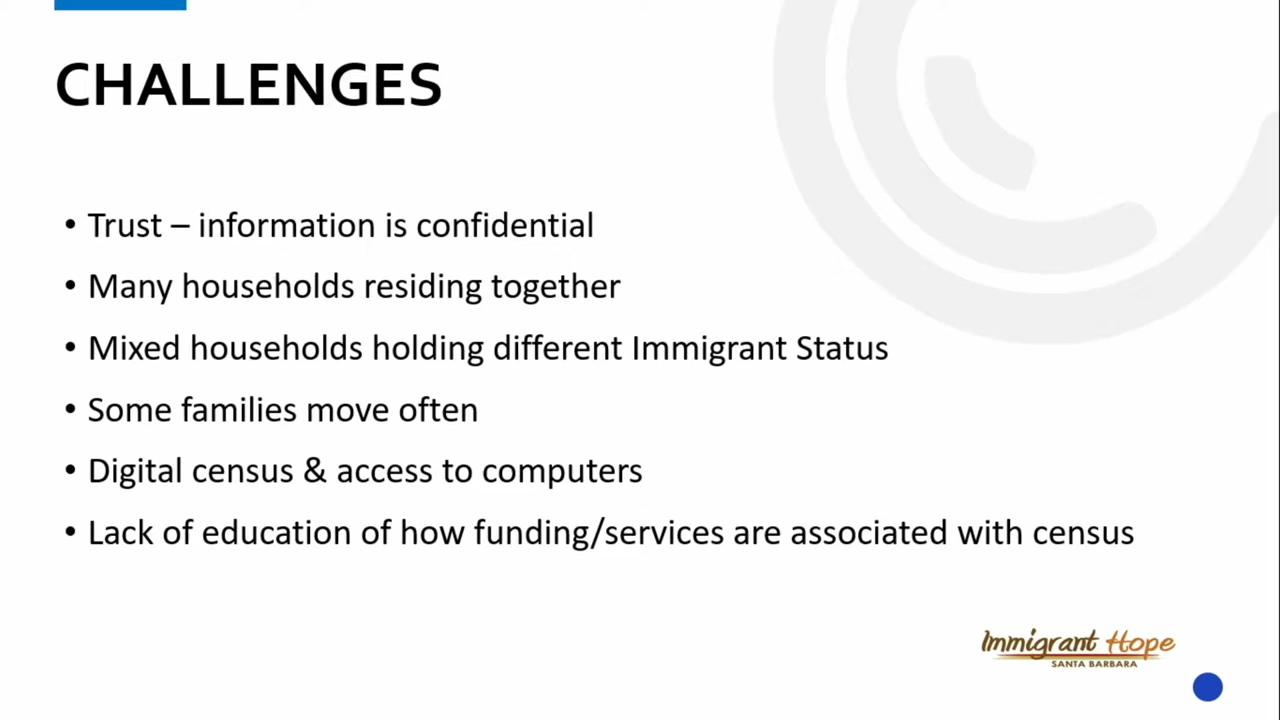 CHALLENGES
• Trust – information is confidential
• Many households residing together
• Mixed households holding different Immigrant Status
• Some families move often
• Digital census & access to computers
• Lack of education of how funding/services are associated with census
Immigrant Hope
SANTA BARBARA